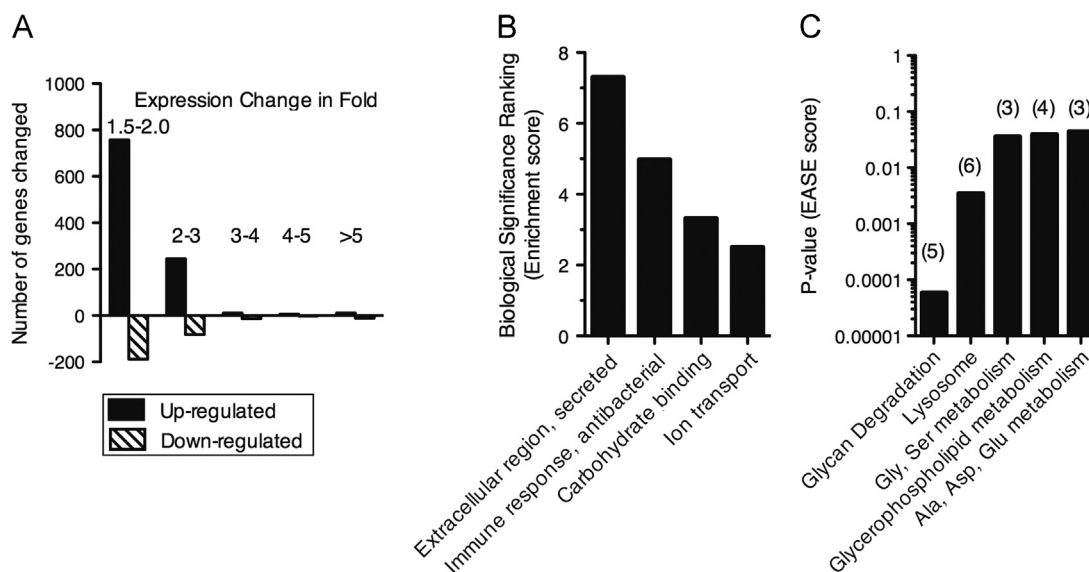 A
Number of genes changed
1000
800
600
400
200
0
-200
Expression Change in Fold
1.5-2.0
2-3
3-4
4-5
>5
Up-regulated
Down-regulated
B
Biological Significance Ranking
(Enrichment score)
8
6
4
2
0
Extracellular region, secreted
Immune response, antibacterial
Carbohydrate binding
Ion transport
C
P-value (EASE score)
1
0.1
0.01
0.001
0.0001
0.00001
(5)
(6)
(3)
(4)
(3)
Glycan Degradation
Lysosome
Gly, Ser metabolism
Glycerophospholipid metabolism
Ala, Asp, Glu metabolism